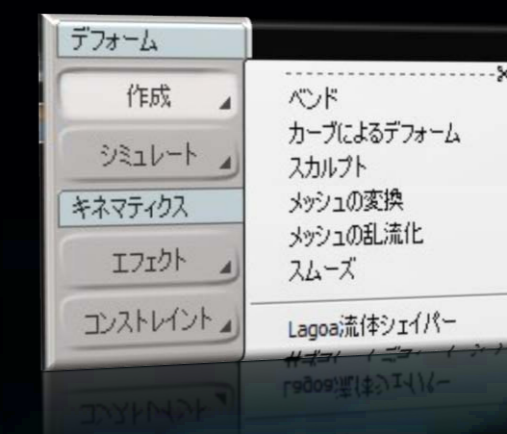 デフォーム
作成
シミュレート
キネマティクス
エフェクト
コンストレイント
ベンド
カーブによるデフォーム
スカルプト
メッシュの変換
メッシュの乱流化
スムーズ
Lagoa流体シェイパー